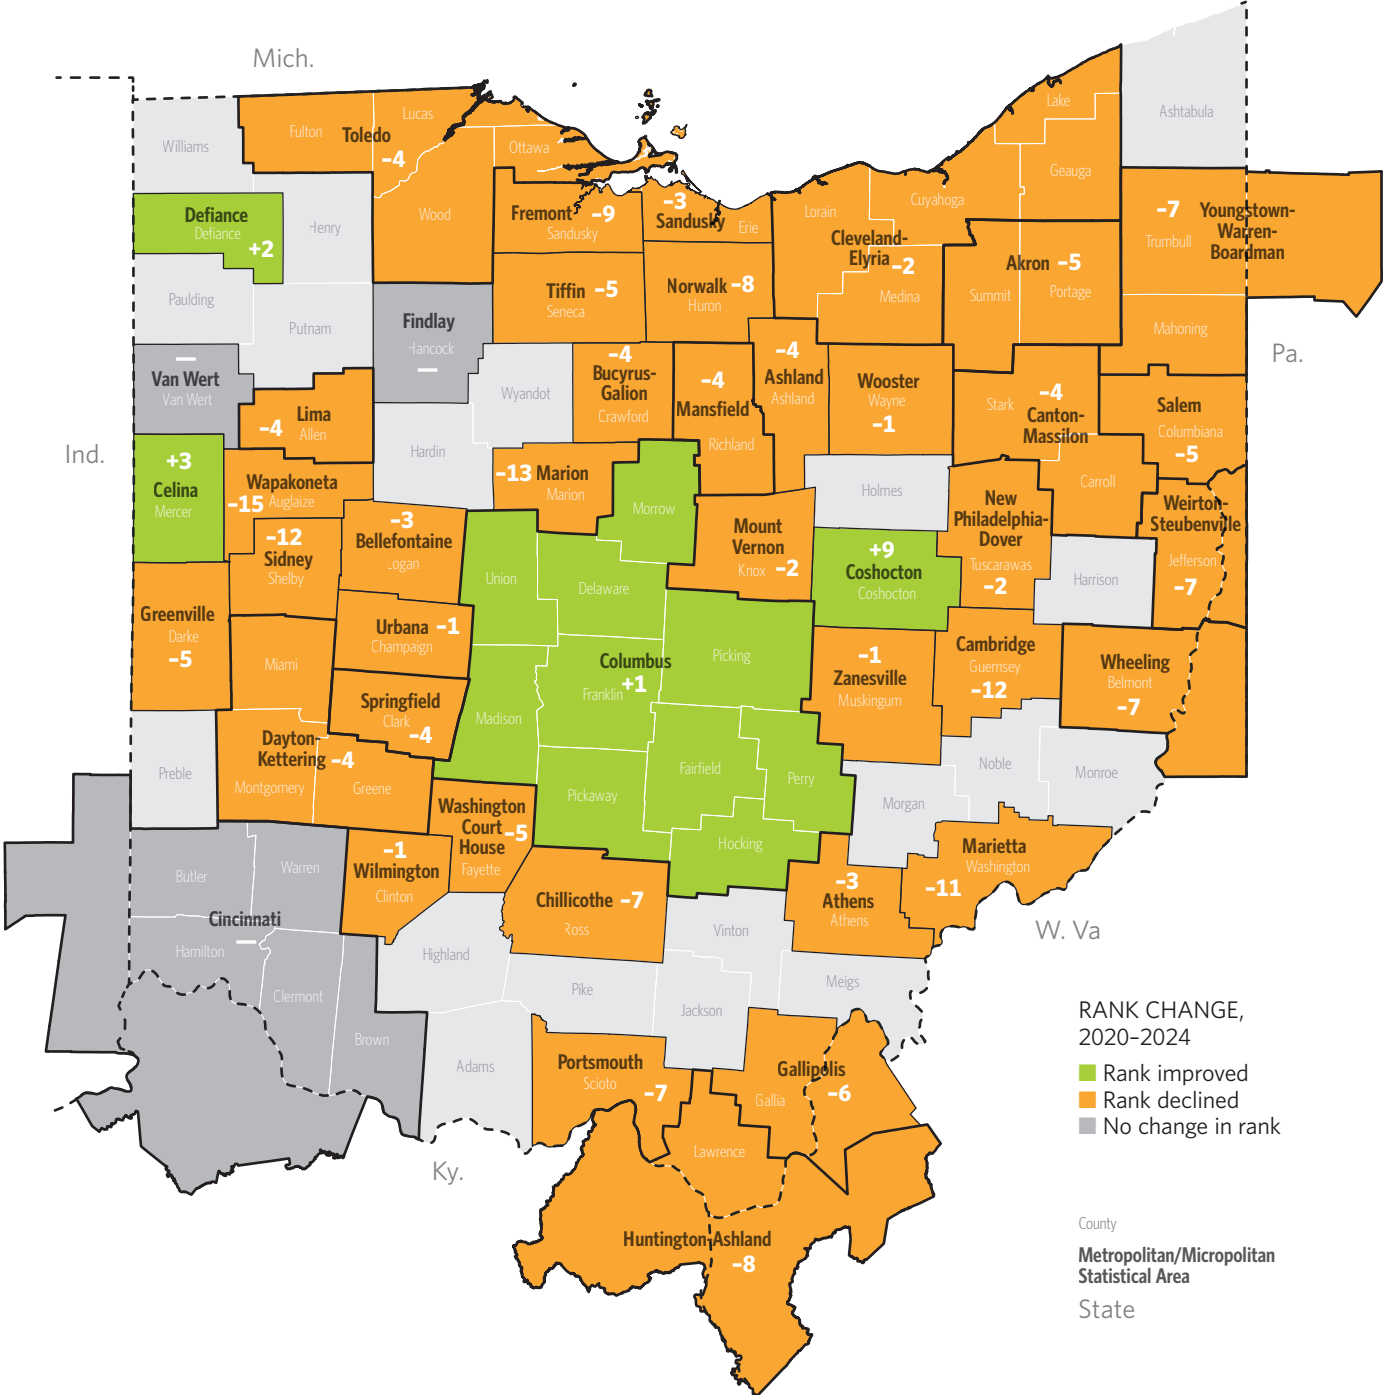 Mich.
Lake
Ashtabula
Lucas
Fulton
Toledo
-4
Williams
Ottawa
Geauga
Cuyahoga
Wood
Henry
Defiance
Defiance
+2
Fremont
-9
Sandusky
-3
Sandusky
Erie
Lorain
Cleveland-
Elyria
-2
Medina
Akron -5
Summit
Portage
-7
Youngstown-
Warren-
Boardman
Trumbull
Mahoning
Pa.
Paulding
Putnam
Findlay
Hancock
—
Tiffin -5
Seneca
Norwalk -8
Huron
—
Van Wert
Van Wert
Lima
-4
Allen
Wyandot
-4
Bucyrus-
Galion
Crawford
-4
Mansfield
Richland
-4
Ashland
Ashland
Wooster
Wayne
-1
Stark
-4
Canton-
Massilon
Carroll
Salem
Columbiana
-5
Ind.
+3
Celina
Mercer
Wapakoneta
-15
Auglaize
Hardin
-13 Marion
Marion
Morrow
Holmes
Mount
Vernon
Knox -2
New
Philadelphia-
Dover
Tuscarawas
-2
Weirton-
Steubenville
Jefferson
-7
-12
Sidney
Shelby
-3
Bellefontaine
Logan
Union
Delaware
+9
Coshocton
Coshocton
Harrison
Greenville
Darke
-5
Miami
Urbana -1
Champaign
Columbus
Franklin
+1
Picking
-1
Zanesville
Muskingum
Cambridge
Guernsey
-12
Wheeling
Belmont
-7
Springfield
Clark
-4
Madison
Preble
Dayton-
Kettering -4
Montgomery
Greene
Fairfield
Perry
Pickaway
Hocking
Noble
Monroe
Morgan
Washington
Court
House
-5
Fayette
Butler
Warren
-1
Wilmington
Clinton
Chillicothe -7
Ross
-3
Athens
Athens
Marietta
Washington
-11
Cincinnati
—
Hamilton
Clermont
Brown
Highland
Vinton
Pike
Jackson
Meigs
W. Va
Adams
Portsmouth
Scioto
-7
Gallipolis
-6
Gallia
Lawrence
Ky.
Huntington-Ashland
-8
RANK CHANGE,
2020–2024
Rank improved
Rank declined
No change in rank
County
Metropolitan/Micropolitan
Statistical Area
State